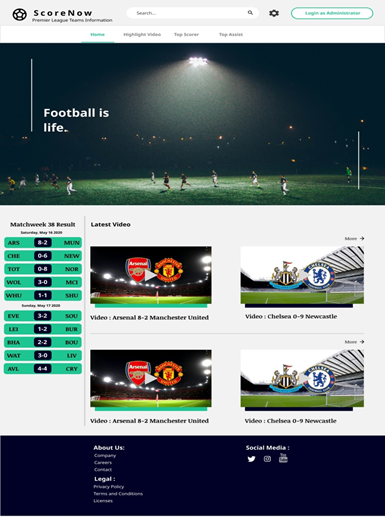 ScoreNow
Premier League Teams Information
Search...
Login as Administrator
Home
Highlight Video
Top Scorer
Top Assist
Football is
life.
Matchweek 38 Result
Saturday, May 16 2020
ARS 8-2 MUN
CHE 0-6 NEW
TOT 0-8 NOR
WOL 3-0 MCI
WHU 1-1 SHU
Sunday, May 17 2020
EVE 3-2 SOU
LEI 1-2 BUR
BHA 2-2 BOU
WAT 3-0 LIV
AVL 4-4 CRY
Latest Video
More
Arsenal
Video : Arsenal 8-2 Manchester United
Video : Chelsea 0-9 Newcastle
More
Arsenal
Video : Arsenal 8-2 Manchester United
Video : Chelsea 0-9 Newcastle
About Us:
Company
Careers
Contact
Legal :
Privacy Policy
Terms and Conditions
Licenses
Social Media :
You